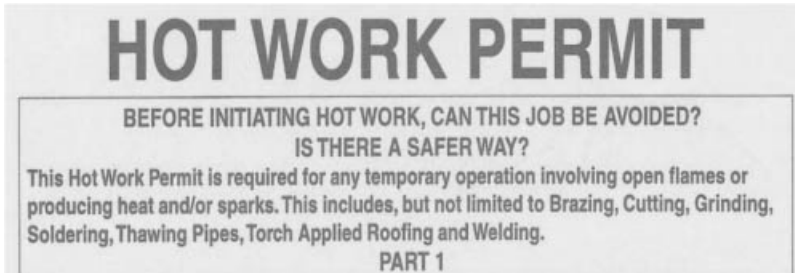 HOT WORK PERMIT
BEFORE INITIATING HOT WORK, CAN THIS JOB BE AVOIDED?
IS THERE A SAFER WAY?
This Hot Work Permit is required for any temporary operation involving open flames or
producing heat and/or sparks. This includes, but not limited to Brazing, Cutting, Grinding,
Soldering, Thawing Pipes, Torch Applied Roofing and Welding.
PART 1